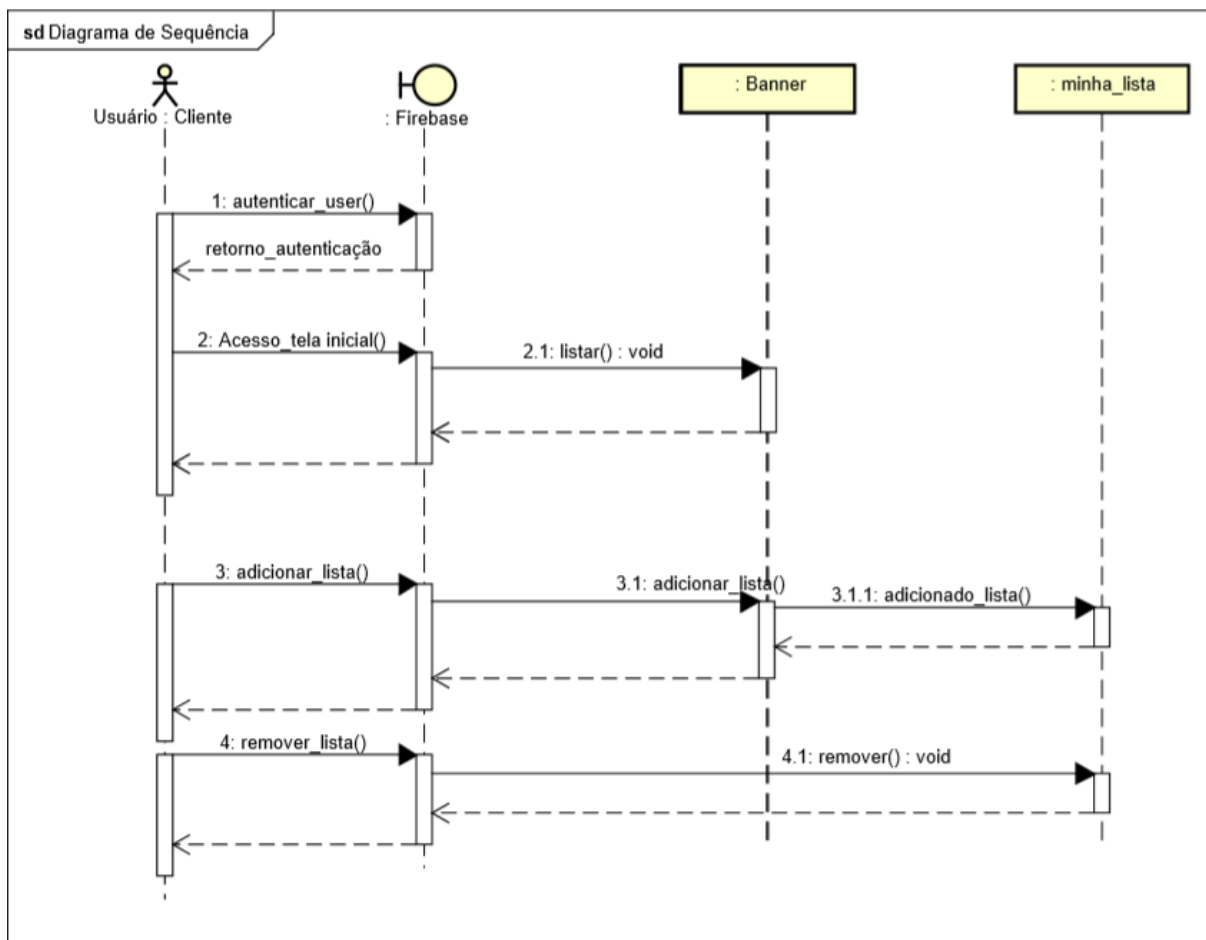 sd Diagrama de Sequência
Usuário : Cliente
: Firebase
: Banner
: minha_lista
1: autenticar_user()
retorno_autenticação
2: Acesso_tela inicial()
2.1: listar() : void
3: adicionar_lista()
3.1: adicionar_lista()
3.1.1: adicionado_lista()
4: remover_lista()
4.1: remover() : void